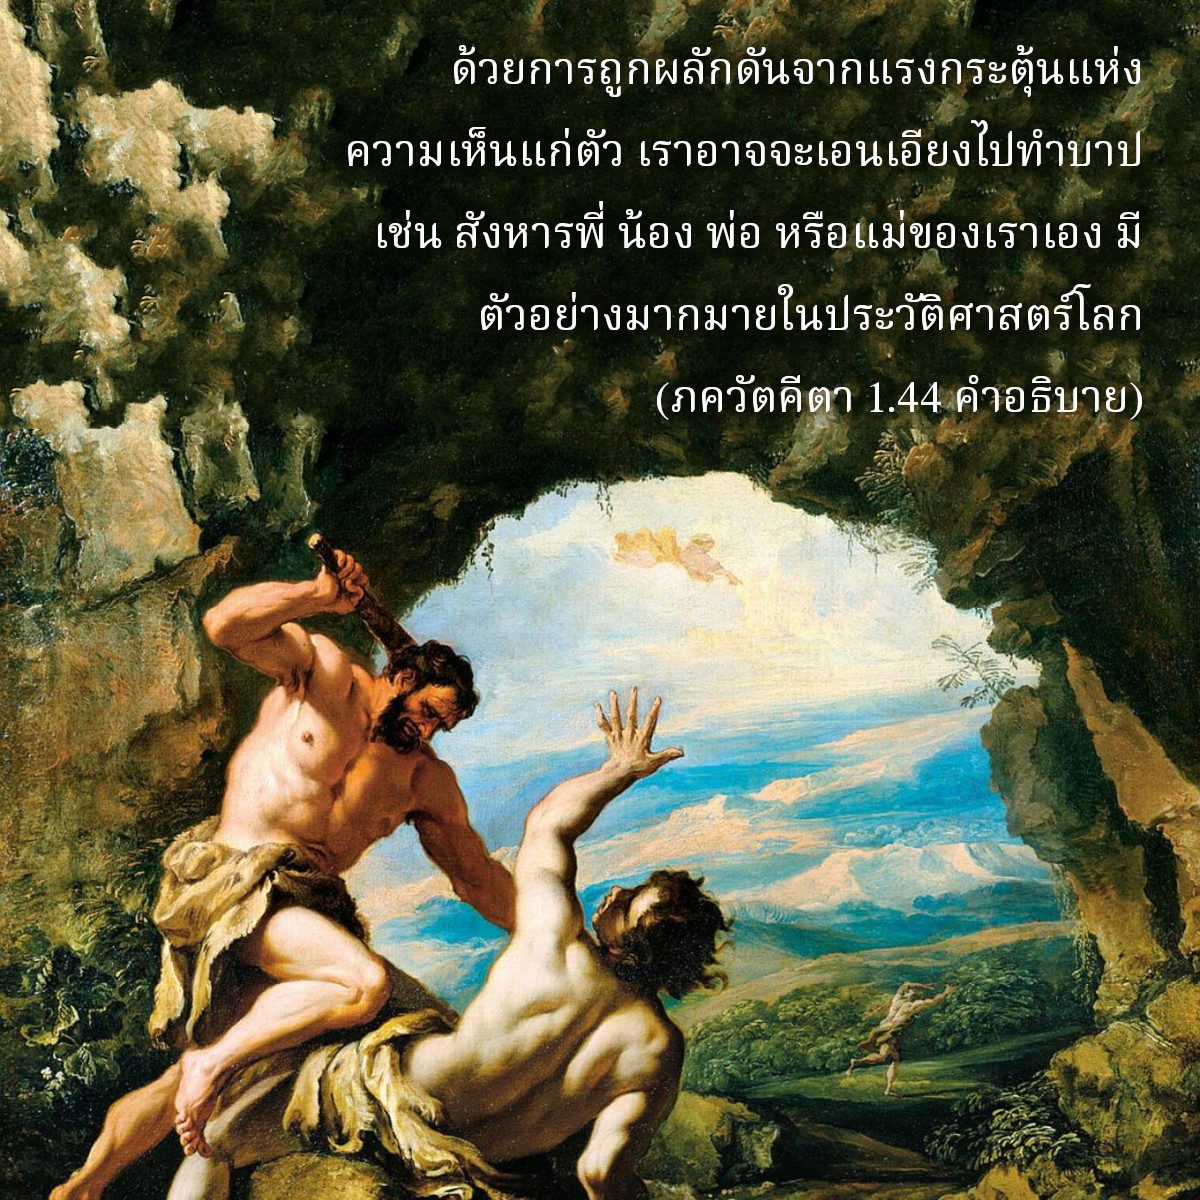 ด้วยการถูกผลักดันจากแรงกระตุ้นแห่ง
ความเห็นแก่ตัว เราอาจจะเอนเอียงไปทำบาป
เช่น สังหารพี่ น้อง พ่อ หรือแม่ของเราเอง มี
ตัวอย่างมากมายในประวัติศาสตร์โลก
(ภควัตคีตา 1.44 คำอธิบาย)